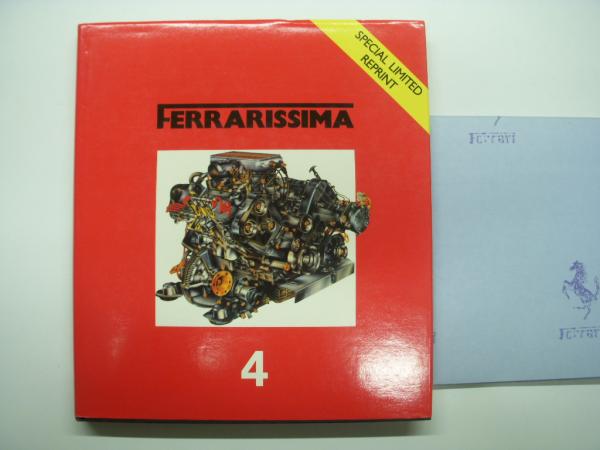 SPECIAL LIMITED
REPRINT
FERRARISSIMA
4
Ferrari
Ferrari